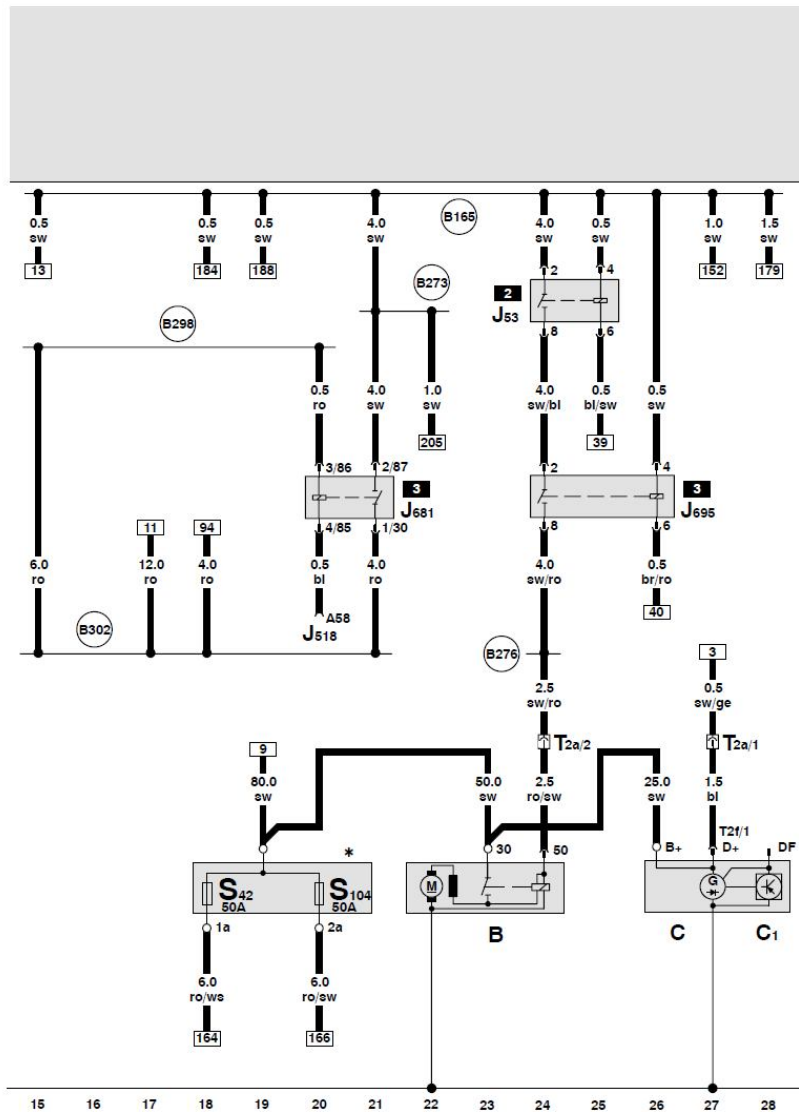 0.5 0.5 0.5 4.0 4.0 0.5 1.0 1.5
sw sw sw sw B165 sw sw sw sw
13 184 188 2 4 152 179
B273 2
J53
B298 8 6
0.5 4.0 1.0 4.0 0.5 0.5
ro sw sw sw/bl bl/sw sw
205 39
3/86 2/87 2 4
3 3
J681 J695
11 94 4/85 1/30 8 6
6.0 12.0 4.0 0.5 4.0 4.0 0.5
ro ro ro bl ro sw/ro br/ro
A58 40
B302 J518 B276 3
2.5 0.5
sw/ro sw/ge
9 T2a/2 T2a/1
80.0 50.0 2.5 25.0 1.5
sw sw ro/sw sw bl
T2f/1
* 30 50 B+ D+ DF
S42 S104 M G
50A 50A
1a 2a B C C1
6.0 6.0
ro/ws ro/sw
164 166
15 16 17 18 19 20 21 22 23 24 25 26 27 28